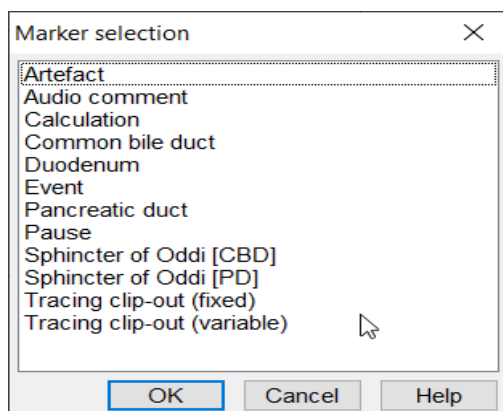 Marker selection
Artefact
Audio comment
Calculation
Common bile duct
Duodenum
Event
Pancreatic duct
Pause
Sphincter of Oddi [CBD]
Sphincter of Oddi [PD]
Tracing clip-out (fixed)
Tracing clip-out (variable)
OK Cancel Help